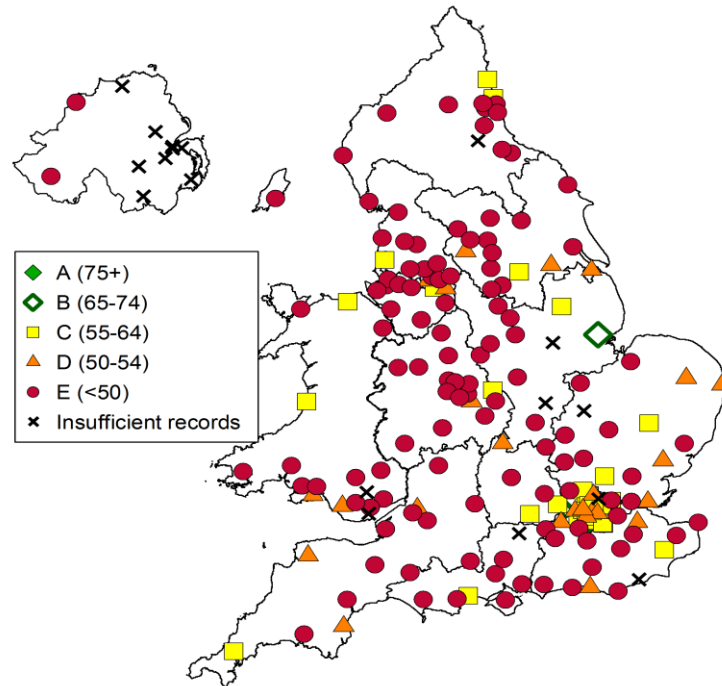 A (75+)
B (65-74)
C (55-64)
D (50-54)
E (<50)
Insufficient records